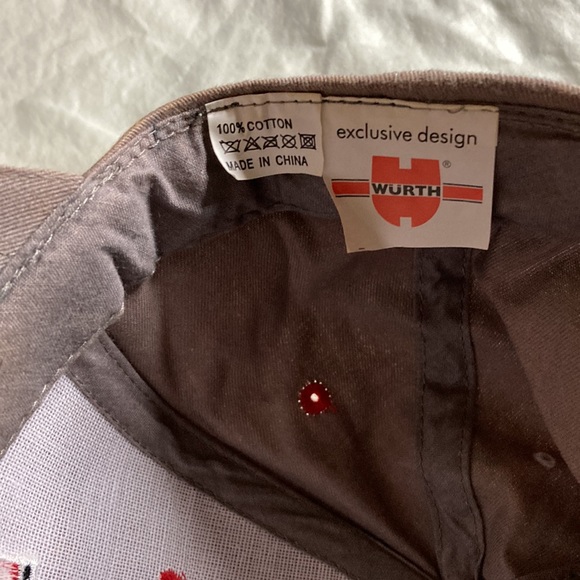 100% COTTON
MADE IN CHINA
exclusive design
WÜRTH
®